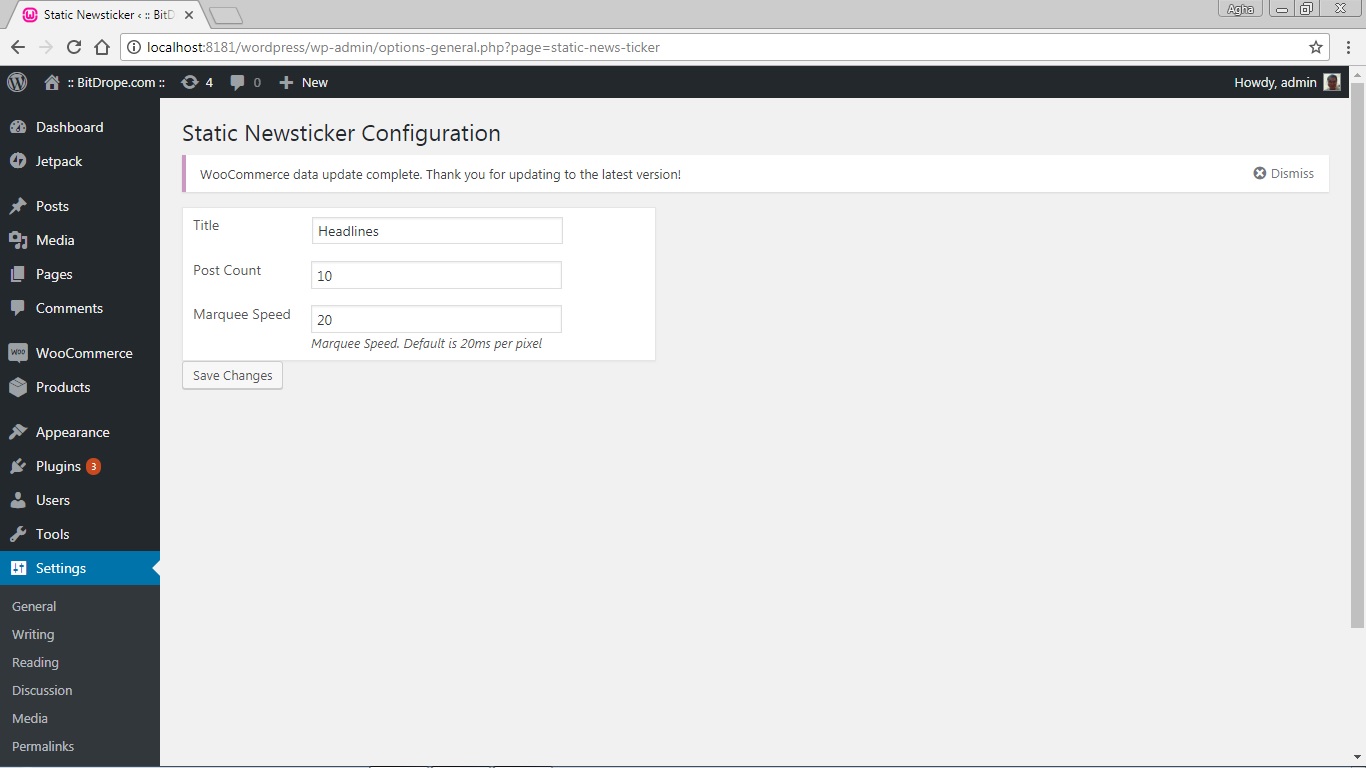 Static Newsticker ‹ :: BitD
Agha
localhost:8181/wordpress/wp-admin/options-general.php?page=static-news-ticker
:: BitDrope.com :: 4 0 New Howdy, admin
Dashboard
Jetpack
Posts
Media
Pages
Comments
WooCommerce
Products
Appearance
Plugins 3
Users
Tools
Settings
General
Writing
Reading
Discussion
Media
Permalinks
Static Newsticker Configuration
WooCommerce data update complete. Thank you for updating to the latest version! Dismiss
Title Headlines
Post Count 10
Marquee Speed 20
Marquee Speed. Default is 20ms per pixel
Save Changes